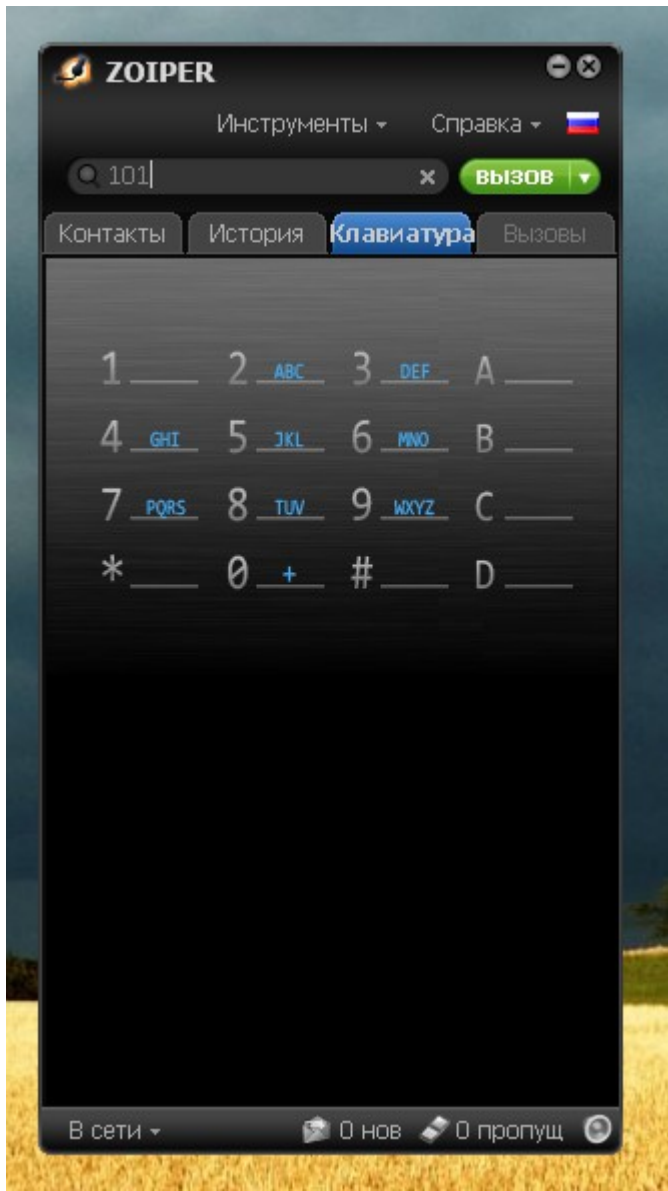 ZOIPER
Инструменты Справка
101 ВЫЗОВ
Контакты История Клавиатура Вызовы
1 2 ABC 3 DEF A
4 GHI 5 JKL 6 MNO B
7 PQRS 8 TUV 9 WXYZ C
* 0 + # D
В сети 0 нов 0 пропущ